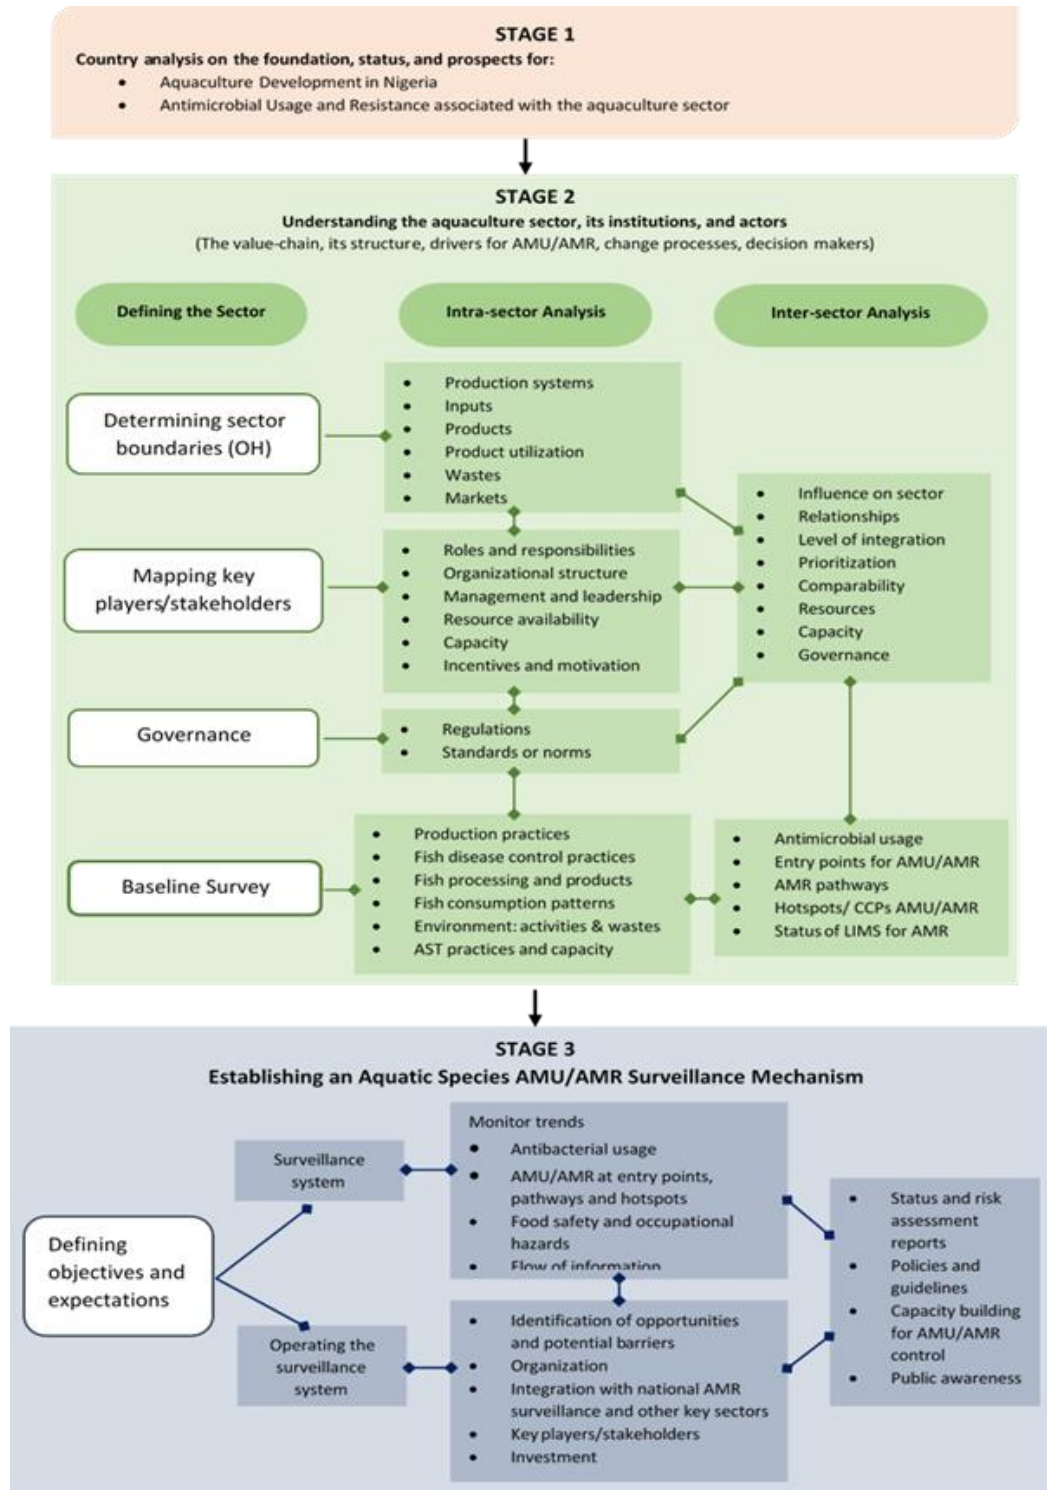 STAGE 1
Country analysis on the foundation, status, and prospects for:
• Aquaculture Development in Nigeria
• Antimicrobial Usage and Resistance associated with the aquaculture sector
STAGE 2
Understanding the aquaculture sector, its institutions, and actors
(The value-chain, its structure, drivers for AMU/AMR, change processes, decision makers)
Defining the Sector
Intra-sector Analysis
Inter-sector Analysis
Determining sector
boundaries (OH)
• Production systems
• Inputs
• Products
• Product utilization
• Wastes
• Markets
Mapping key
players/stakeholders
• Roles and responsibilities
• Organizational structure
• Management and leadership
• Resource availability
• Capacity
• Incentives and motivation
• Influence on sector
• Relationships
• Level of integration
• Prioritization
• Comparability
• Resources
• Capacity
• Governance
Governance
• Regulations
• Standards or norms
Baseline Survey
• Production practices
• Fish disease control practices
• Fish processing and products
• Fish consumption patterns
• Environment: activities & wastes
• AST practices and capacity
• Antimicrobial usage
• Entry points for AMU/AMR
• AMR pathways
• Hotspots/ CCPs AMU/AMR
• Status of LIMS for AMR
STAGE 3
Establishing an Aquatic Species AMU/AMR Surveillance Mechanism
Defining
objectives and
expectations
Surveillance
system
Monitor trends
• Antibacterial usage
• AMU/AMR at entry points,
pathways and hotspots
• Food safety and occupational
hazards
• Flow of information
Operating the
surveillance
system
• Identification of opportunities
and potential barriers
• Organization
• Integration with national AMR
surveillance and other key sectors
• Key players/stakeholders
• Investment
• Status and risk
assessment
reports
• Policies and
guidelines
• Capacity building
for AMU/AMR
control
• Public awareness